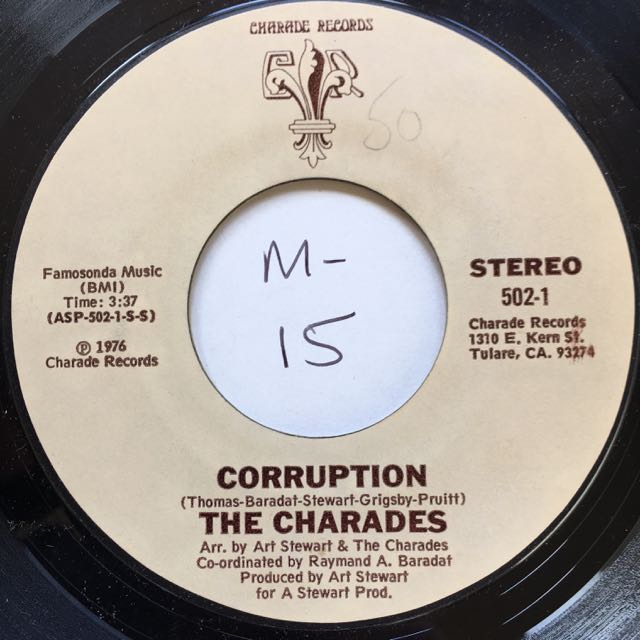 CHARADE RECORDS
CR
50
Famosonda Music
(BMI)
Time: 3:37
(ASP-502-1-S-S)
℗ 1976
Charade Records
M-
15
STEREO
502-1
Charade Records
1310 E. Kern St.
Tulare, CA. 93274
CORRUPTION
(Thomas-Baradat-Stewart-Grigsby-Pruitt)
THE CHARADES
Arr. by Art Stewart & The Charades
Co-ordinated by Raymand A. Baradat
Produced by Art Stewart
for A Stewart Prod.